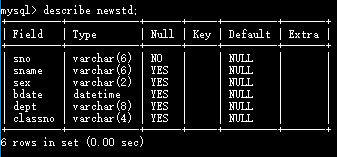 mysql> describe newstd;
| Field | Type | Null | Key | Default | Extra |
| sno | varchar(6) | NO | | NULL | |
| sname | varchar(6) | YES | | NULL | |
| sex | varchar(2) | YES | | NULL | |
| bdate | datetime | YES | | NULL | |
| dept | varchar(8) | YES | | NULL | |
| classno | varchar(4) | YES | | NULL | |
6 rows in set (0.00 sec)